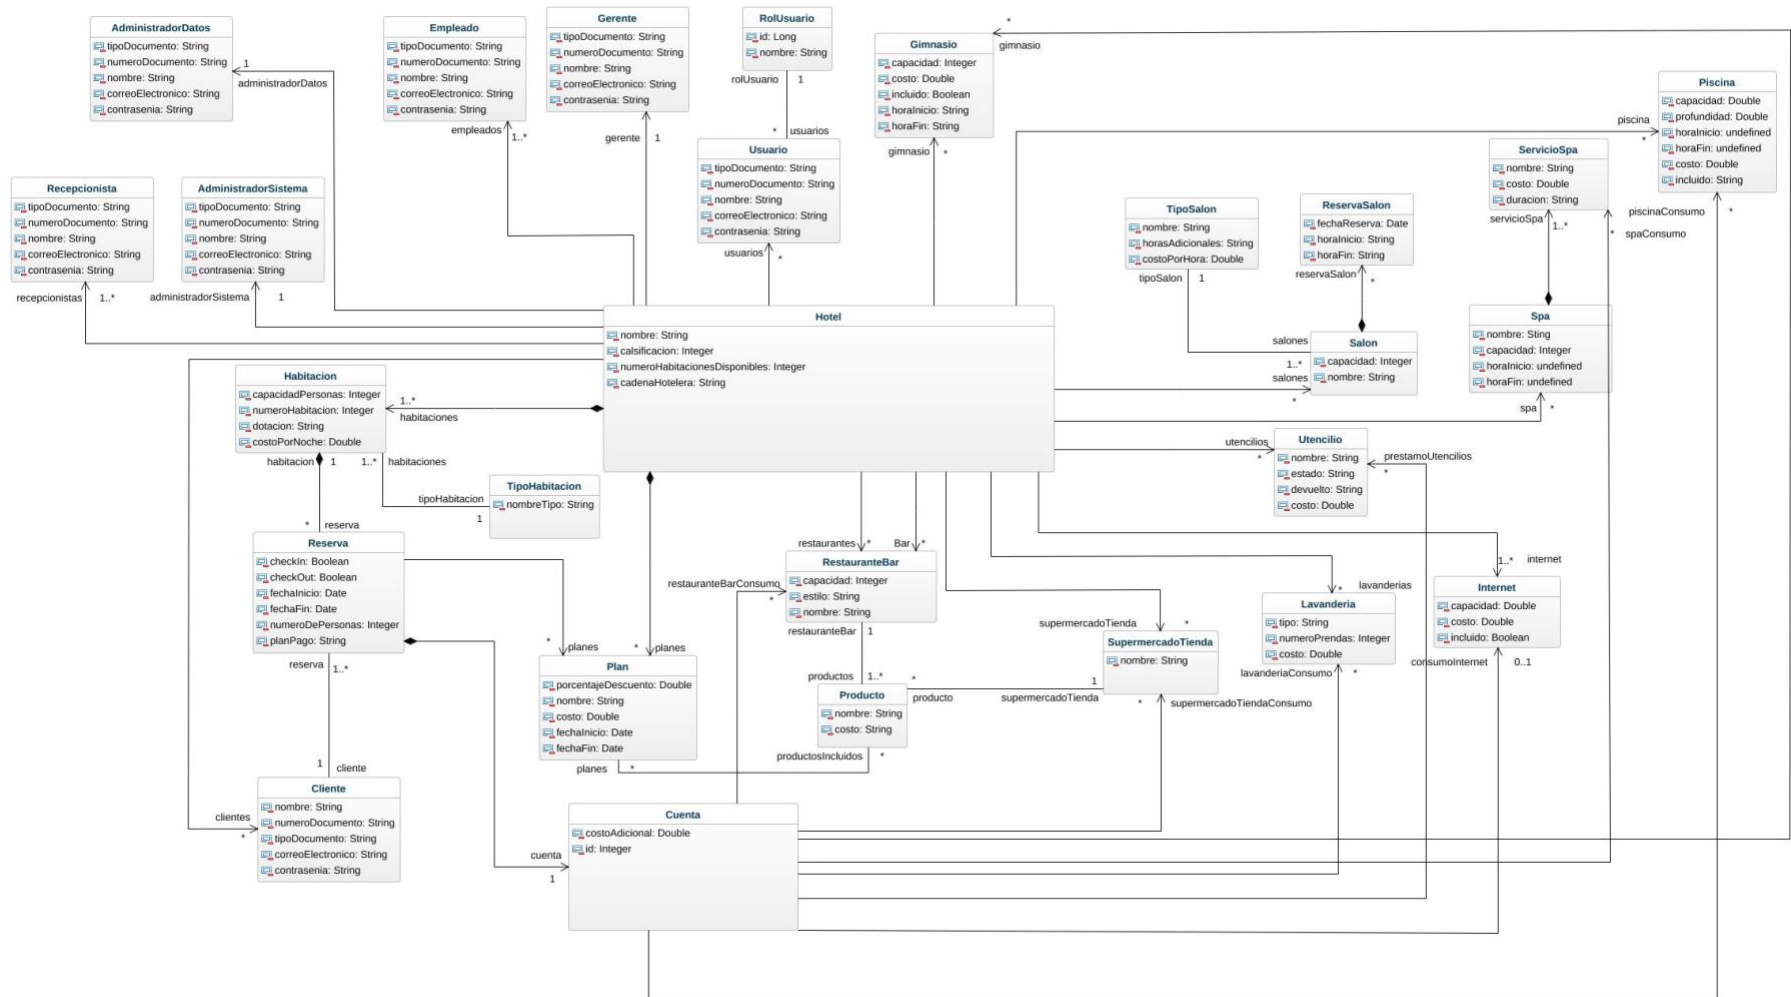 AdministradorDatos
tipoDocumento: String
numeroDocumento: String
nombre: String
correoElectronico: String
contrasenia: String
1
administradorDatos
Empleado
tipoDocumento: String
numeroDocumento: String
nombre: String
correoElectronico: String
contrasenia: String
empleados
1..*
Gerente
tipoDocumento: String
numeroDocumento: String
nombre: String
correoElectronico: String
contrasenia: String
gerente
1
RolUsuario
id: Long
nombre: String
rolUsuario
1
*
usuarios
Usuario
tipoDocumento: String
numeroDocumento: String
nombre: String
correoElectronico: String
contrasenia: String
usuarios
*
Gimnasio
capacidad: Integer
costo: Double
incluido: Boolean
horaInicio: String
horaFin: String
gimnasio
*
*
gimnasio
Piscina
capacidad: Double
profundidad: Double
horaInicio: undefined
horaFin: undefined
costo: Double
incluido: String
piscina
*
piscinaConsumo
*
ServicioSpa
nombre: String
costo: Double
duracion: String
servicioSpa
1..*
*
spaConsumo
Recepcionista
tipoDocumento: String
numeroDocumento: String
nombre: String
correoElectronico: String
contrasenia: String
recepcionistas
1..*
AdministradorSistema
tipoDocumento: String
numeroDocumento: String
nombre: String
correoElectronico: String
contrasenia: String
administradorSistema
1
TipoSalon
nombre: String
horasAdicionales: String
costoPorHora: Double
tipoSalon
1
ReservaSalon
fechaReserva: Date
horaInicio: String
horaFin: String
reservaSalon
*
Hotel
nombre: String
calsificacion: Integer
numeroHabitacionesDisponibles: Integer
cadenaHotelera: String
salones
1..*
salones
*
Salon
capacidad: Integer
nombre: String
Spa
nombre: Sting
capacidad: Integer
horaInicio: undefined
horaFin: undefined
spa
*
Habitacion
capacidadPersonas: Integer
numeroHabitacion: Integer
dotacion: String
costoPorNoche: Double
1..*
habitaciones
habitacion
1
1..*
habitaciones
tipoHabitacion
1
TipoHabitacion
nombreTipo: String
utencilios
*
Utencilio
nombre: String
estado: String
devuelto: String
costo: Double
prestamoUtencilios
*
*
reserva
Reserva
checkIn: Boolean
checkOut: Boolean
fechaInicio: Date
fechaFin: Date
numeroDePersonas: Integer
planPago: String
reserva
1..*
restaurantes
*
Bar
*
RestauranteBar
capacidad: Integer
estilo: String
nombre: String
restauranteBarConsumo
*
restauranteBar
1
1..*
internet
Internet
capacidad: Double
costo: Double
incluido: Boolean
consumoInternet
0..1
*
lavanderias
Lavanderia
tipo: String
numeroPrendas: Integer
costo: Double
lavanderiaConsumo
*
supermercadoTienda
*
SupermercadoTienda
nombre: String
1
supermercadoTienda
*
supermercadoTiendaConsumo
*
planes
*
planes
Plan
porcentajeDescuento: Double
nombre: String
costo: Double
fechaInicio: Date
fechaFin: Date
planes
*
productos
1..*
*
producto
Producto
nombre: String
costo: String
productosIncluidos
*
1
cliente
Cliente
nombre: String
numeroDocumento: String
tipoDocumento: String
correoElectronico: String
contrasenia: String
clientes
*
cuenta
1
Cuenta
costoAdicional: Double
id: Integer